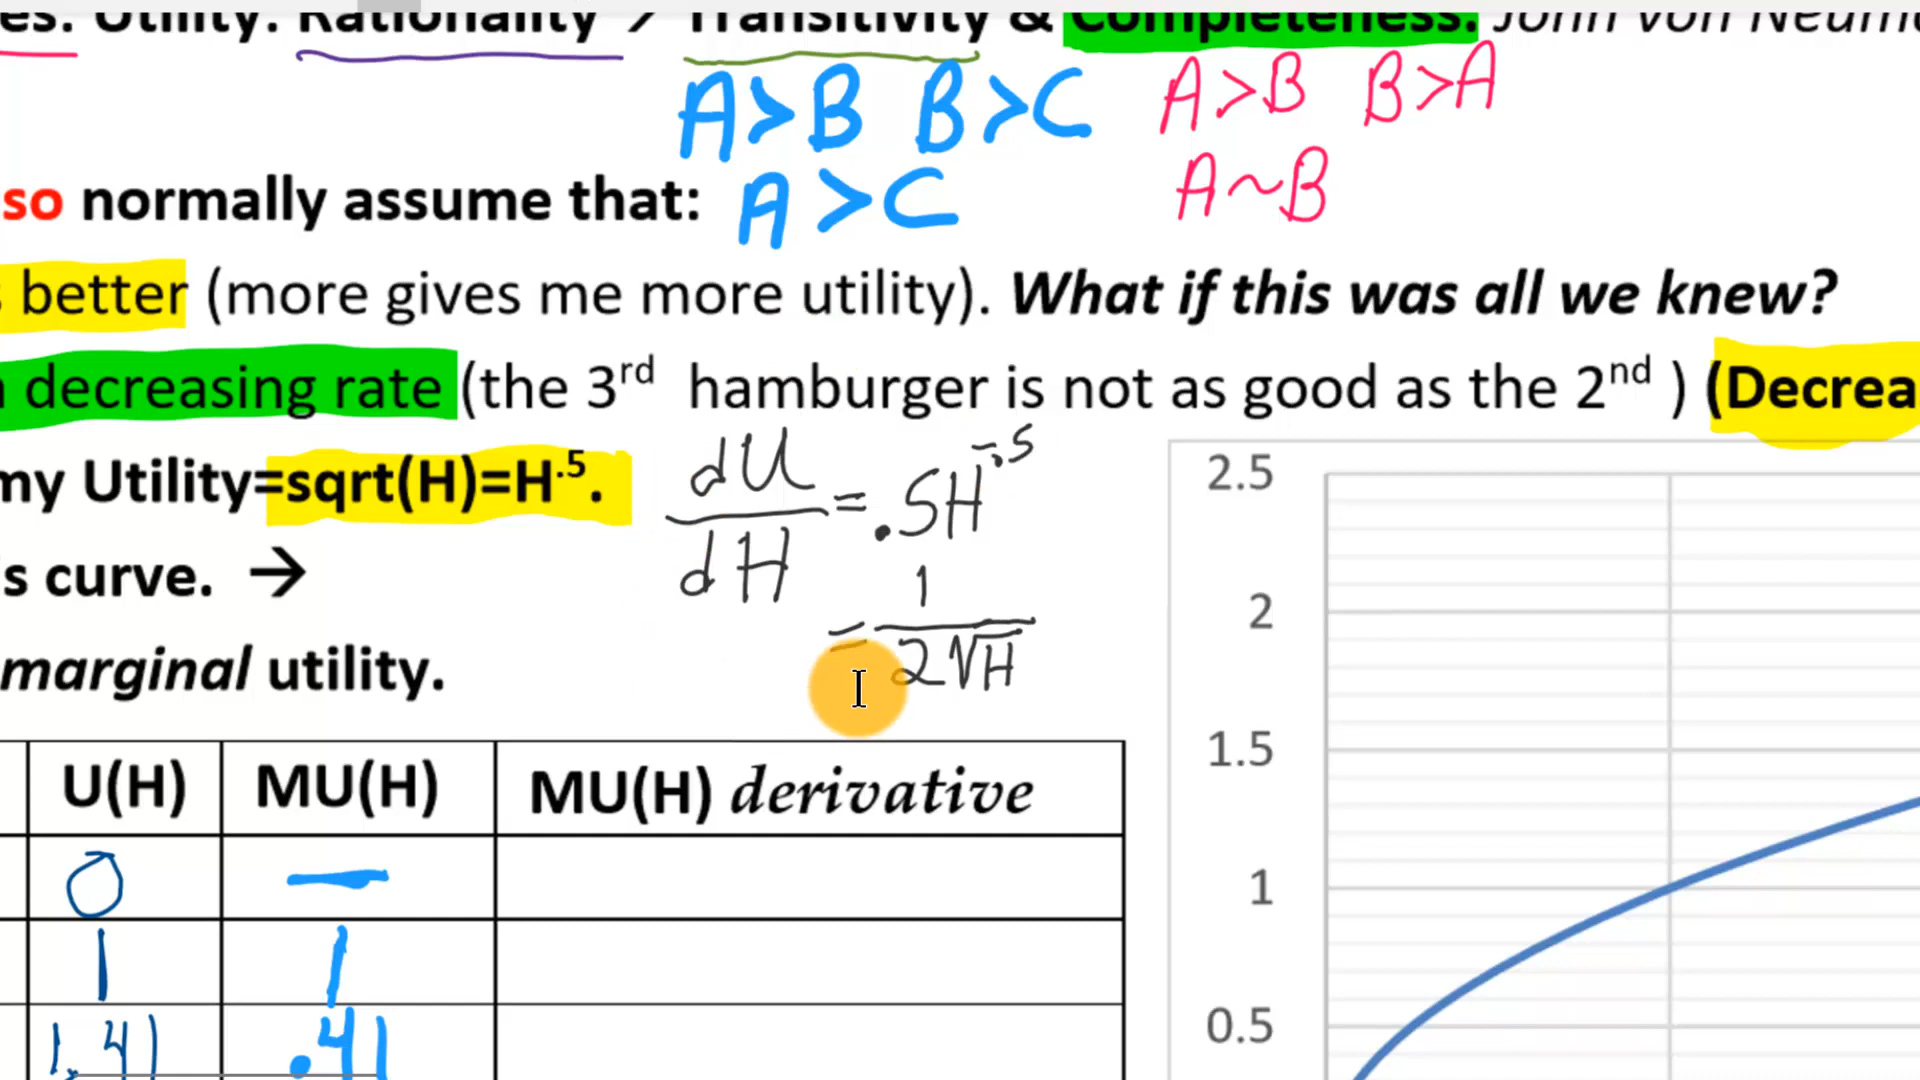 es. Utility. Rationality → Transitivity & Completeness. John von Neum
A>B B>C A>B B>A
so normally assume that: A>C A~B
s better (more gives me more utility). What if this was all we knew?
n decreasing rate (the 3rd hamburger is not as good as the 2nd ) (Decrea
my Utility=sqrt(H)=H.5.
dU/dH = .5H^-.5
's curve. →
= 1/2√H
marginal utility.
U(H) MU(H) MU(H) derivative
0 —
1 1
1.41 .41
2.5
2
1.5
1
0.5